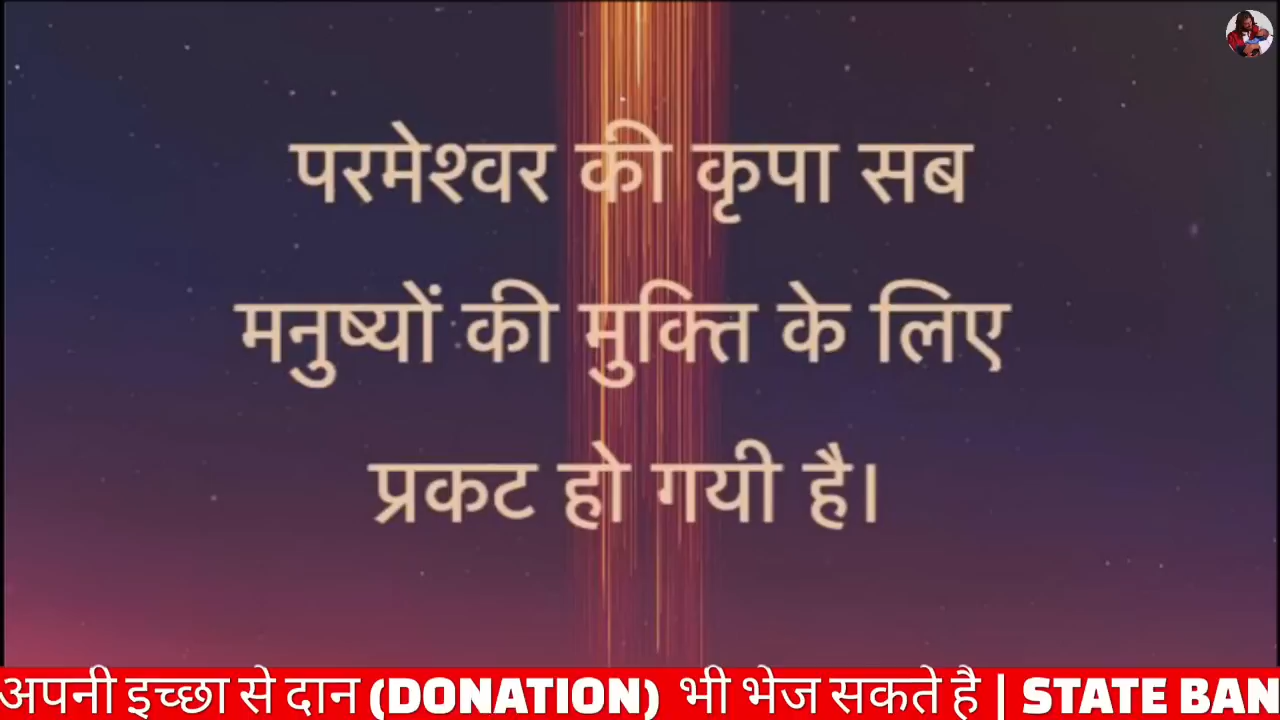 परमेश्वर की कृपा सब
मनुष्यों की मुक्ति के लिए
प्रकट हो गयी है।
अपनी इच्छा से दान (DONATION) भी भेज सकते है | STATE BAN